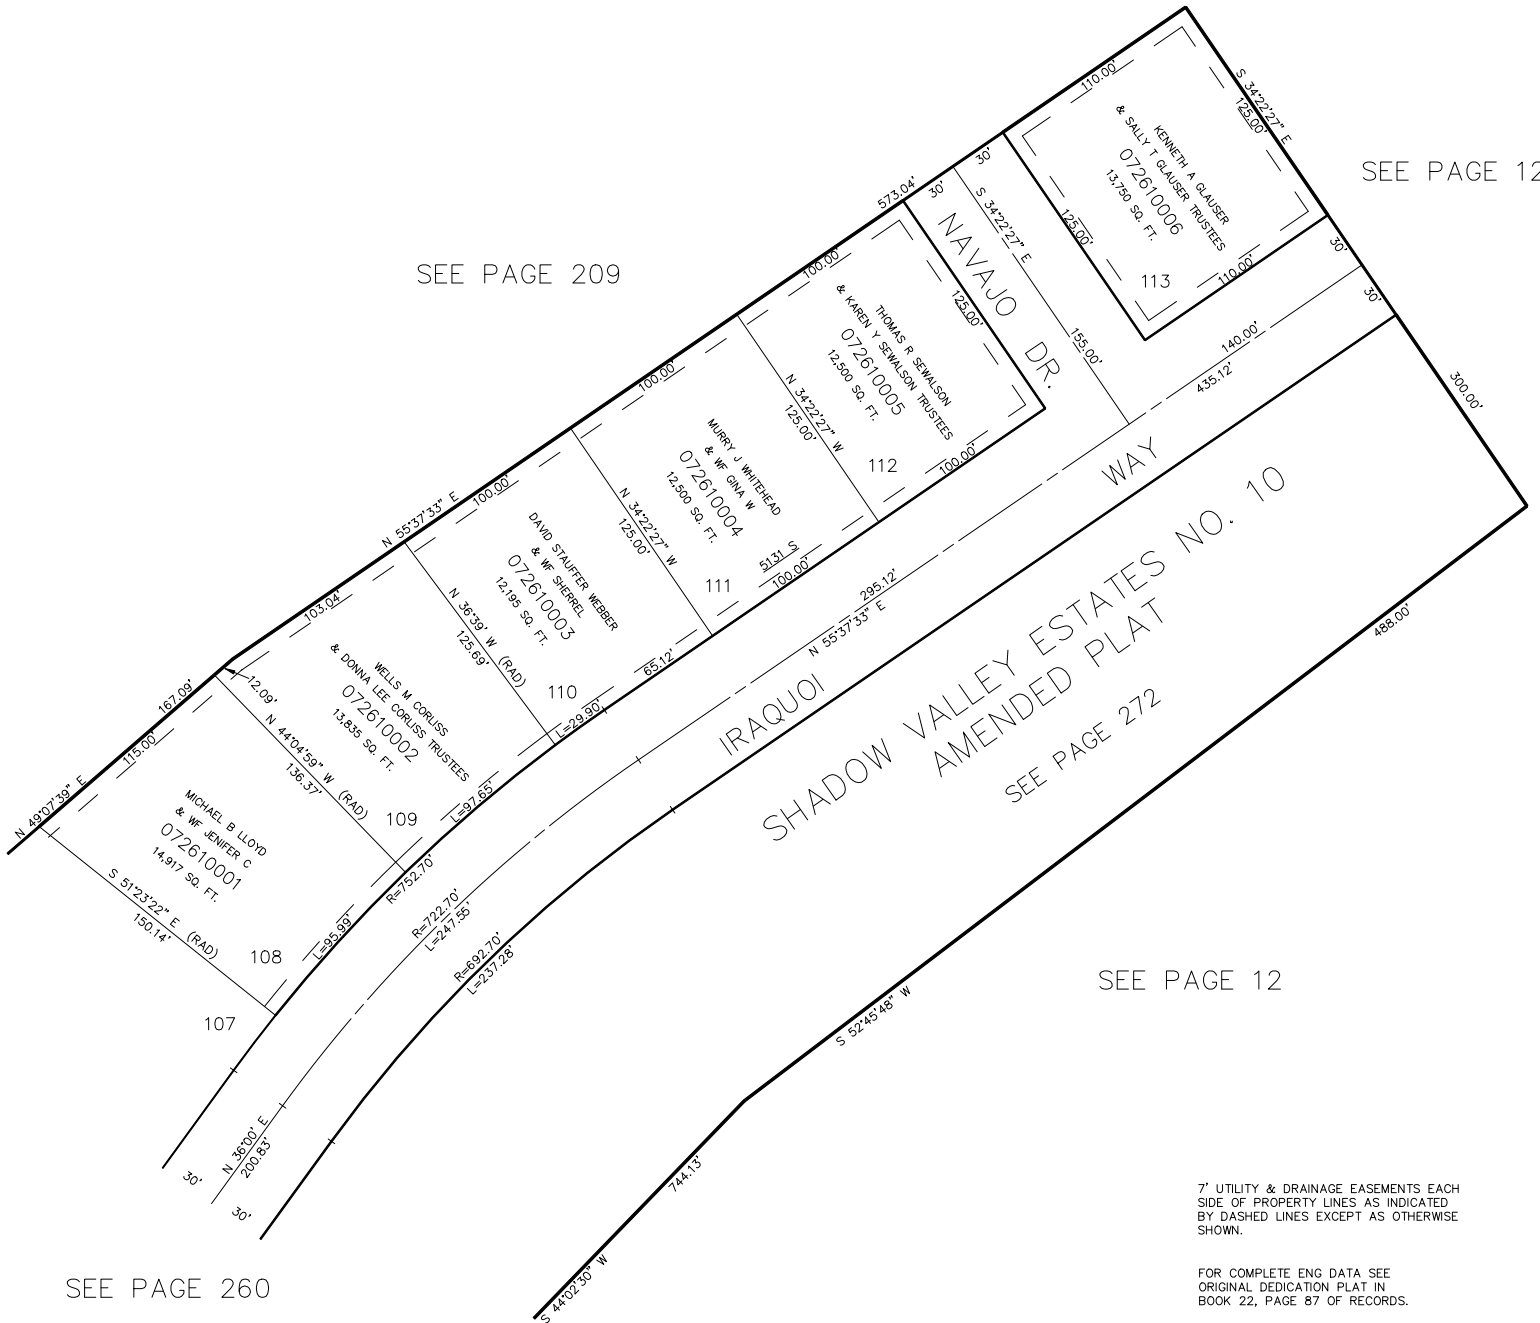 110.00'
S 34°22'27" E
125.00'
KENNETH A GLAUSER
& SALLY T GLAUSER TRUSTEES
072610006
13,750 SQ. FT.
125.00'
113
110.00'
SEE PAGE 12
30'
30'
573.04'
30'
30'
S 34°22'27" E
155.00'
NAVAJO DR.
SEE PAGE 209
100.00'
125.00'
THOMAS R SEWALSON
& KAREN Y SEWALSON TRUSTEES
072610005
12,500 SQ. FT.
112
100.00'
N 34°22'27" W
125.00'
100.00'
MURRY J WHITEHEAD
& WF GINA W
072610004
12,500 SQ. FT.
111
5131 S
100.00'
N 34°22'27" W
125.00'
N 55°37'33" E
100.00'
DAVID STAUFFER WEBBER
& WF SHERREL
072610003
12,195 SQ. FT.
110
65.12'
L=29.90'
N 36°39' W (RAD)
125.69'
103.04'
WELLS M CORLISS
& DONNA LEE CORLISS TRUSTEES
072610002
13,835 SQ. FT.
109
L=97.65'
12.09'
N 44°04'59" W (RAD)
136.37'
167.09'
115.00'
N 49°07'39" E
MICHAEL B LLOYD
& WF JENIFER C
072610001
14,917 SQ. FT.
108
L=95.99'
S 51°23'22" E (RAD)
150.14'
107
R=752.70'
R=722.70'
L=247.55'
R=692.70'
L=237.28'
140.00'
435.12'
295.12'
N 55°37'33" E
IRAQUOI WAY
300.00'
SHADOW VALLEY ESTATES NO. 10
AMENDED PLAT
SEE PAGE 272
488.00'
S 52°45'48" W
SEE PAGE 12
744.13'
S 44°02'30" W
N 36°00' E
200.83'
30'
30'
SEE PAGE 260
7' UTILITY & DRAINAGE EASEMENTS EACH
SIDE OF PROPERTY LINES AS INDICATED
BY DASHED LINES EXCEPT AS OTHERWISE
SHOWN.
FOR COMPLETE ENG DATA SEE
ORIGINAL DEDICATION PLAT IN
BOOK 22, PAGE 87 OF RECORDS.